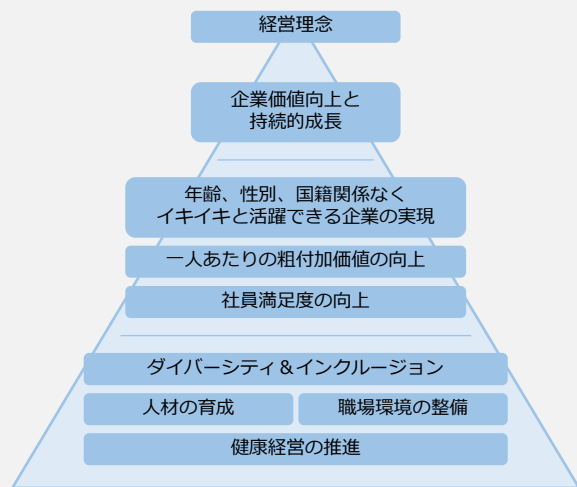 経営理念
企業価値向上と
持続的成長
年齢、性別、国籍関係なく
イキイキと活躍できる企業の実現
一人あたりの粗付加価値の向上
社員満足度の向上
ダイバーシティ＆インクルージョン
人材の育成
職場環境の整備
健康経営の推進